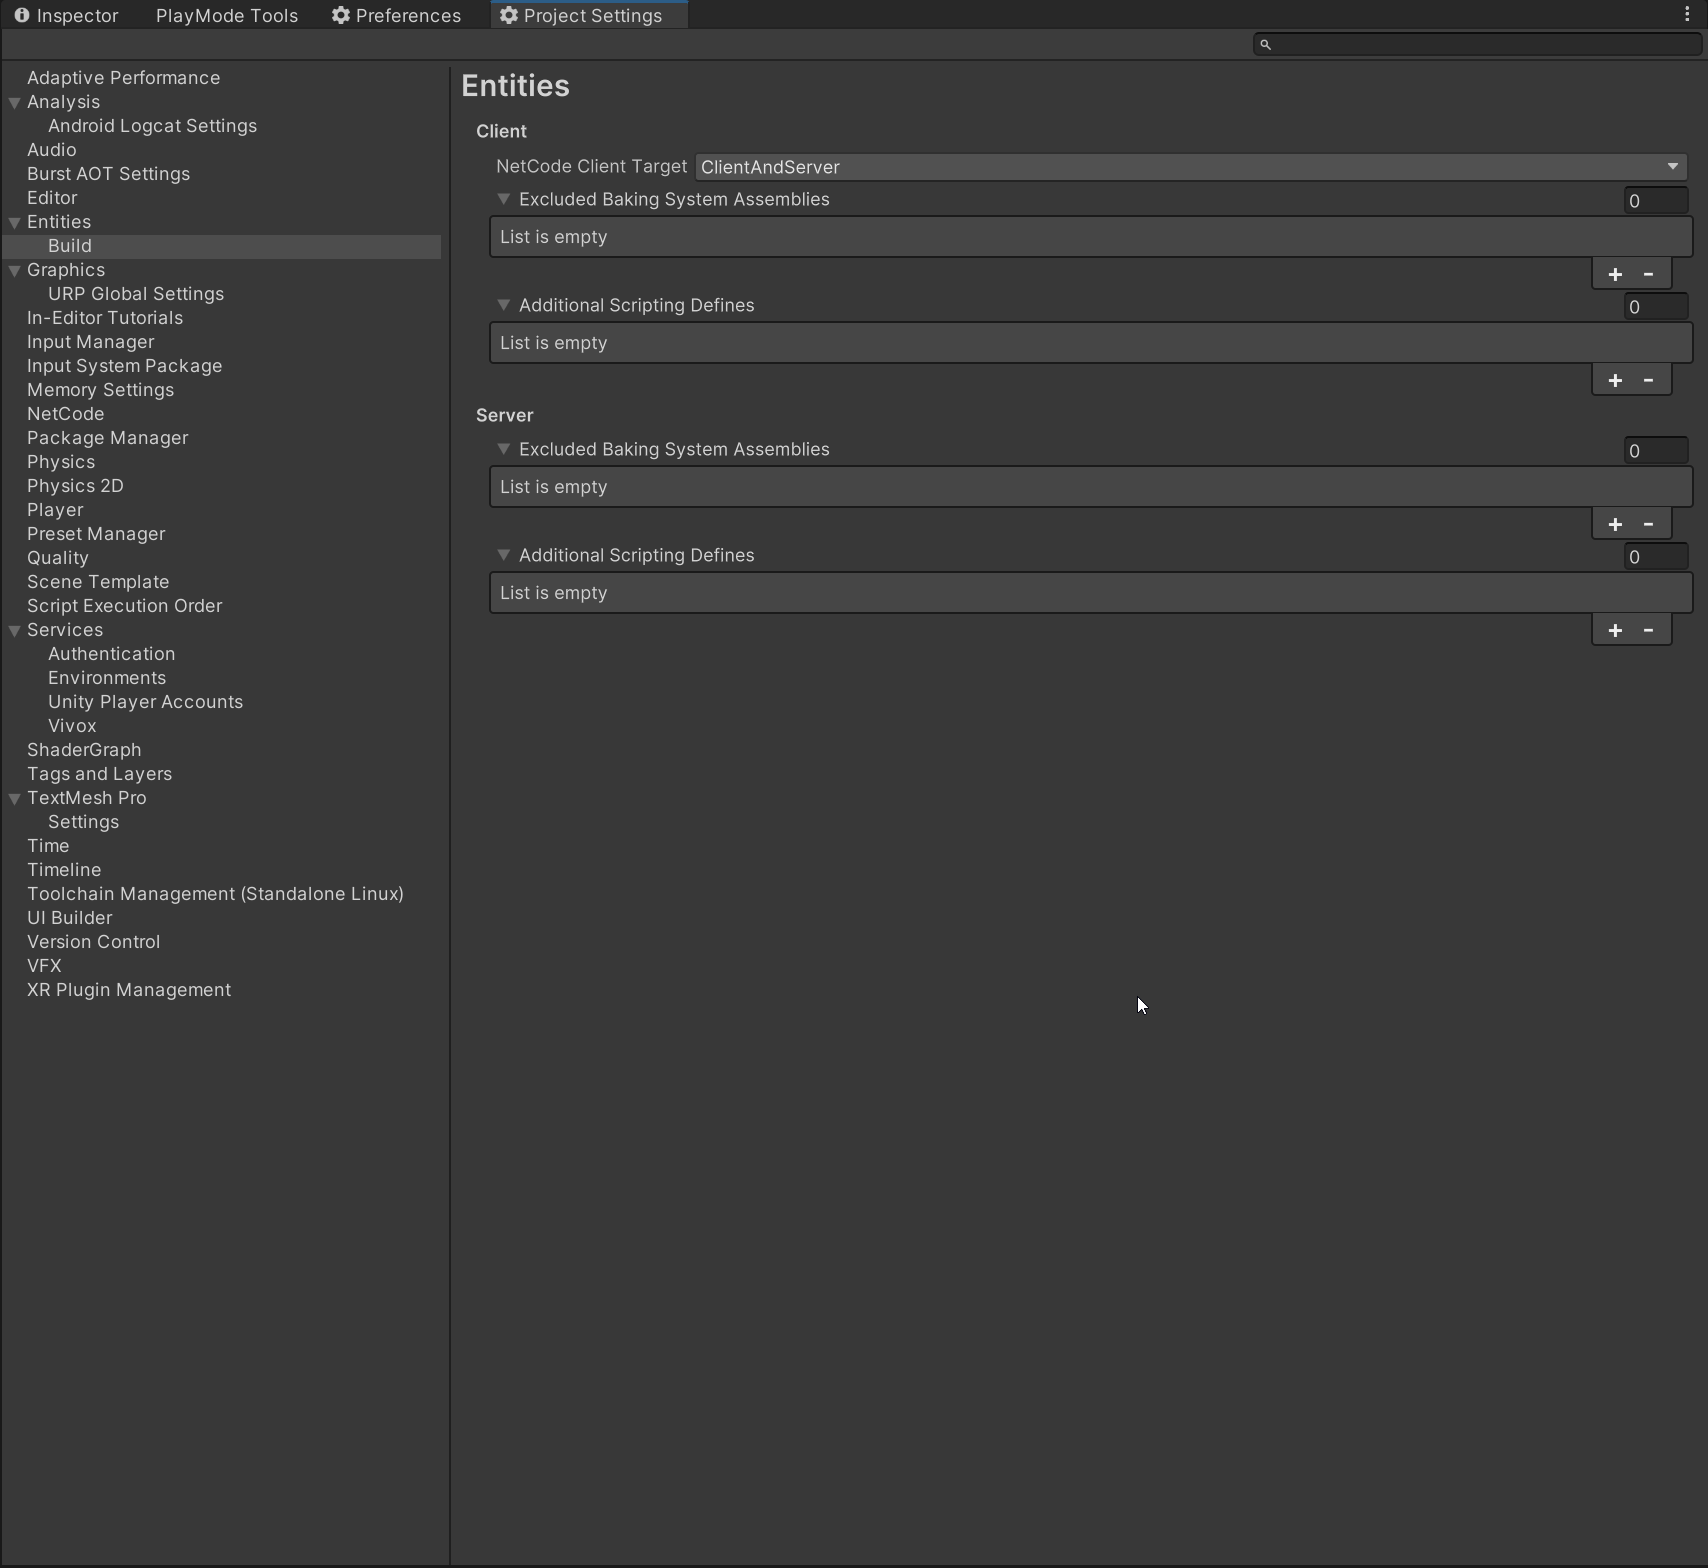 Inspector
PlayMode Tools
Preferences
Project Settings
Adaptive Performance
Analysis
Android Logcat Settings
Audio
Burst AOT Settings
Editor
Entities
Build
Graphics
URP Global Settings
In-Editor Tutorials
Input Manager
Input System Package
Memory Settings
NetCode
Package Manager
Physics
Physics 2D
Player
Preset Manager
Quality
Scene Template
Script Execution Order
Services
Authentication
Environments
Unity Player Accounts
Vivox
ShaderGraph
Tags and Layers
TextMesh Pro
Settings
Time
Timeline
Toolchain Management (Standalone Linux)
UI Builder
Version Control
VFX
XR Plugin Management
Entities
Client
NetCode Client Target ClientAndServer
Excluded Baking System Assemblies 0
List is empty
+ -
Additional Scripting Defines 0
List is empty
+ -
Server
Excluded Baking System Assemblies 0
List is empty
+ -
Additional Scripting Defines 0
List is empty
+ -